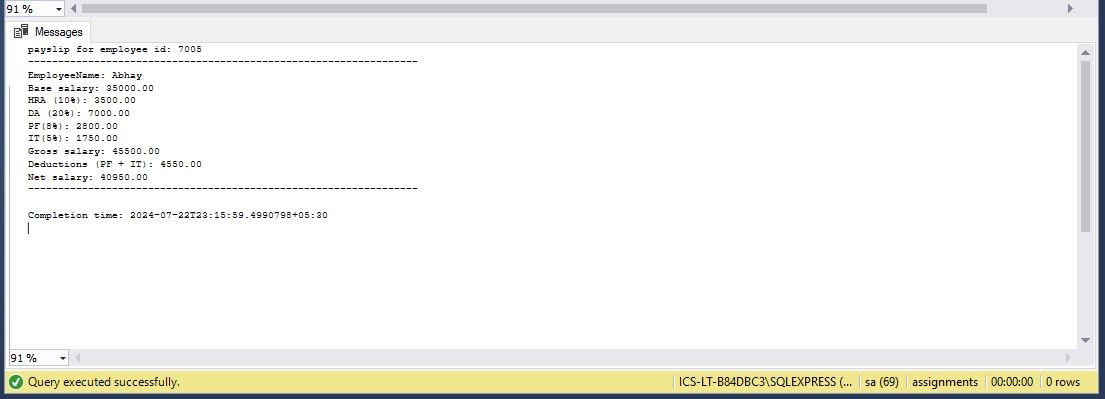 91 %
Messages
payslip for employee id: 7005
-----------------------------------------------------------------
EmployeeName: Abhay
Base salary: 35000.00
HRA (10%): 3500.00
DA (20%): 7000.00
PF(8%): 2800.00
IT(5%): 1750.00
Gross salary: 45500.00
Deductions (PF + IT): 4550.00
Net salary: 40950.00
-----------------------------------------------------------------
Completion time: 2024-07-22T23:15:59.4990798+05:30
91 %
Query executed successfully. ICS-LT-B84DBC3\SQLEXPRESS (... sa (69) assignments 00:00:00 0 rows